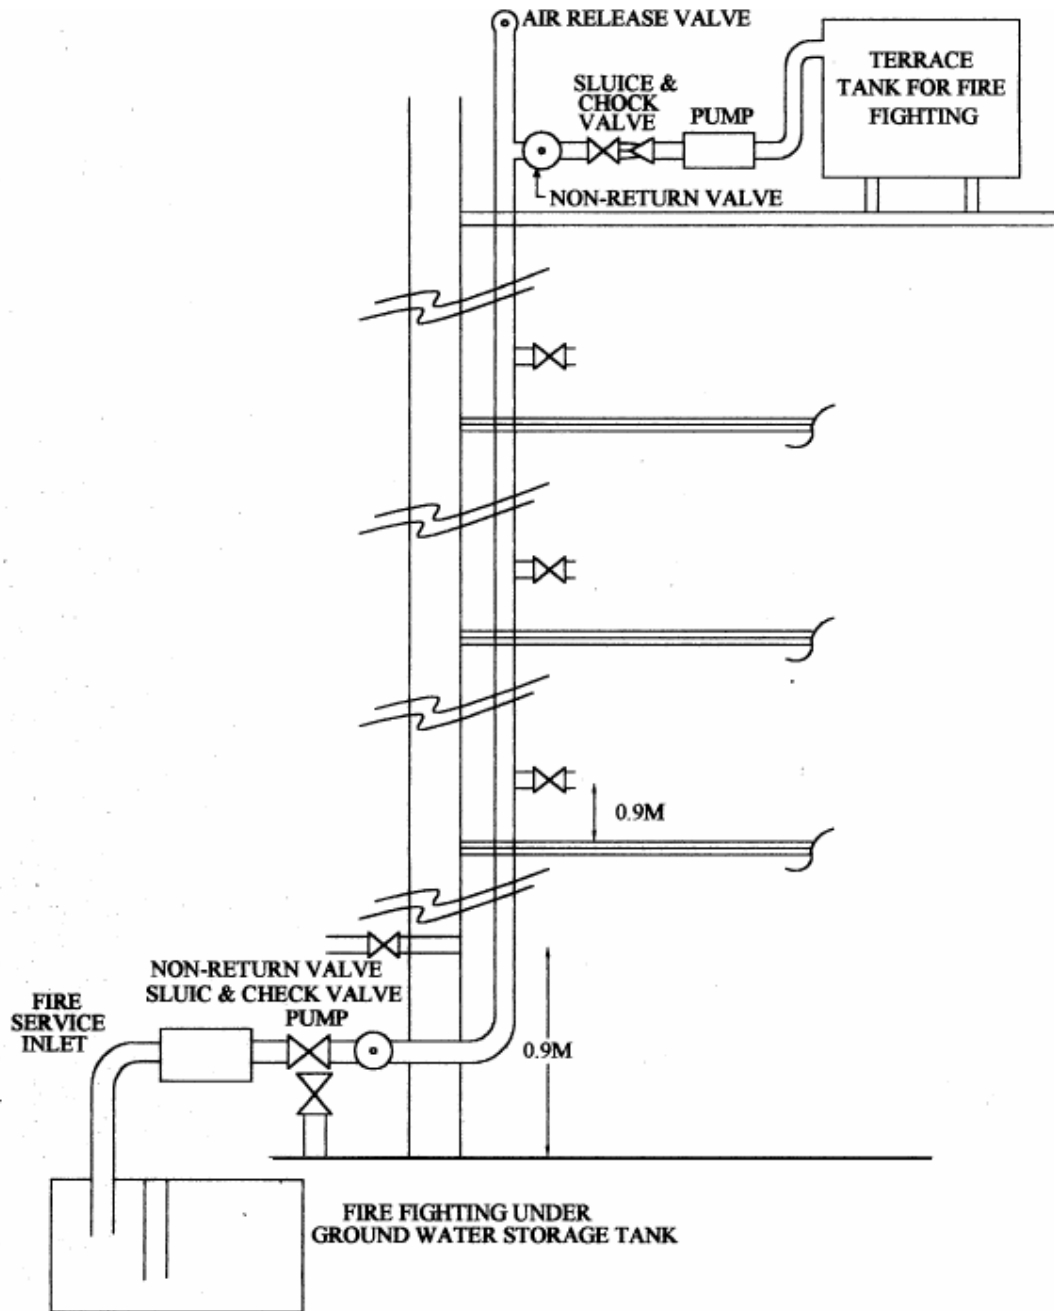 AIR RELEASE VALVE
TERRACE
TANK FOR FIRE
FIGHTING
SLUICE &
CHOCK
VALVE
PUMP
NON-RETURN VALVE
0.9M
NON-RETURN VALVE
SLUIC & CHECK VALVE
PUMP
FIRE
SERVICE
INLET
0.9M
FIRE FIGHTING UNDER
GROUND WATER STORAGE TANK